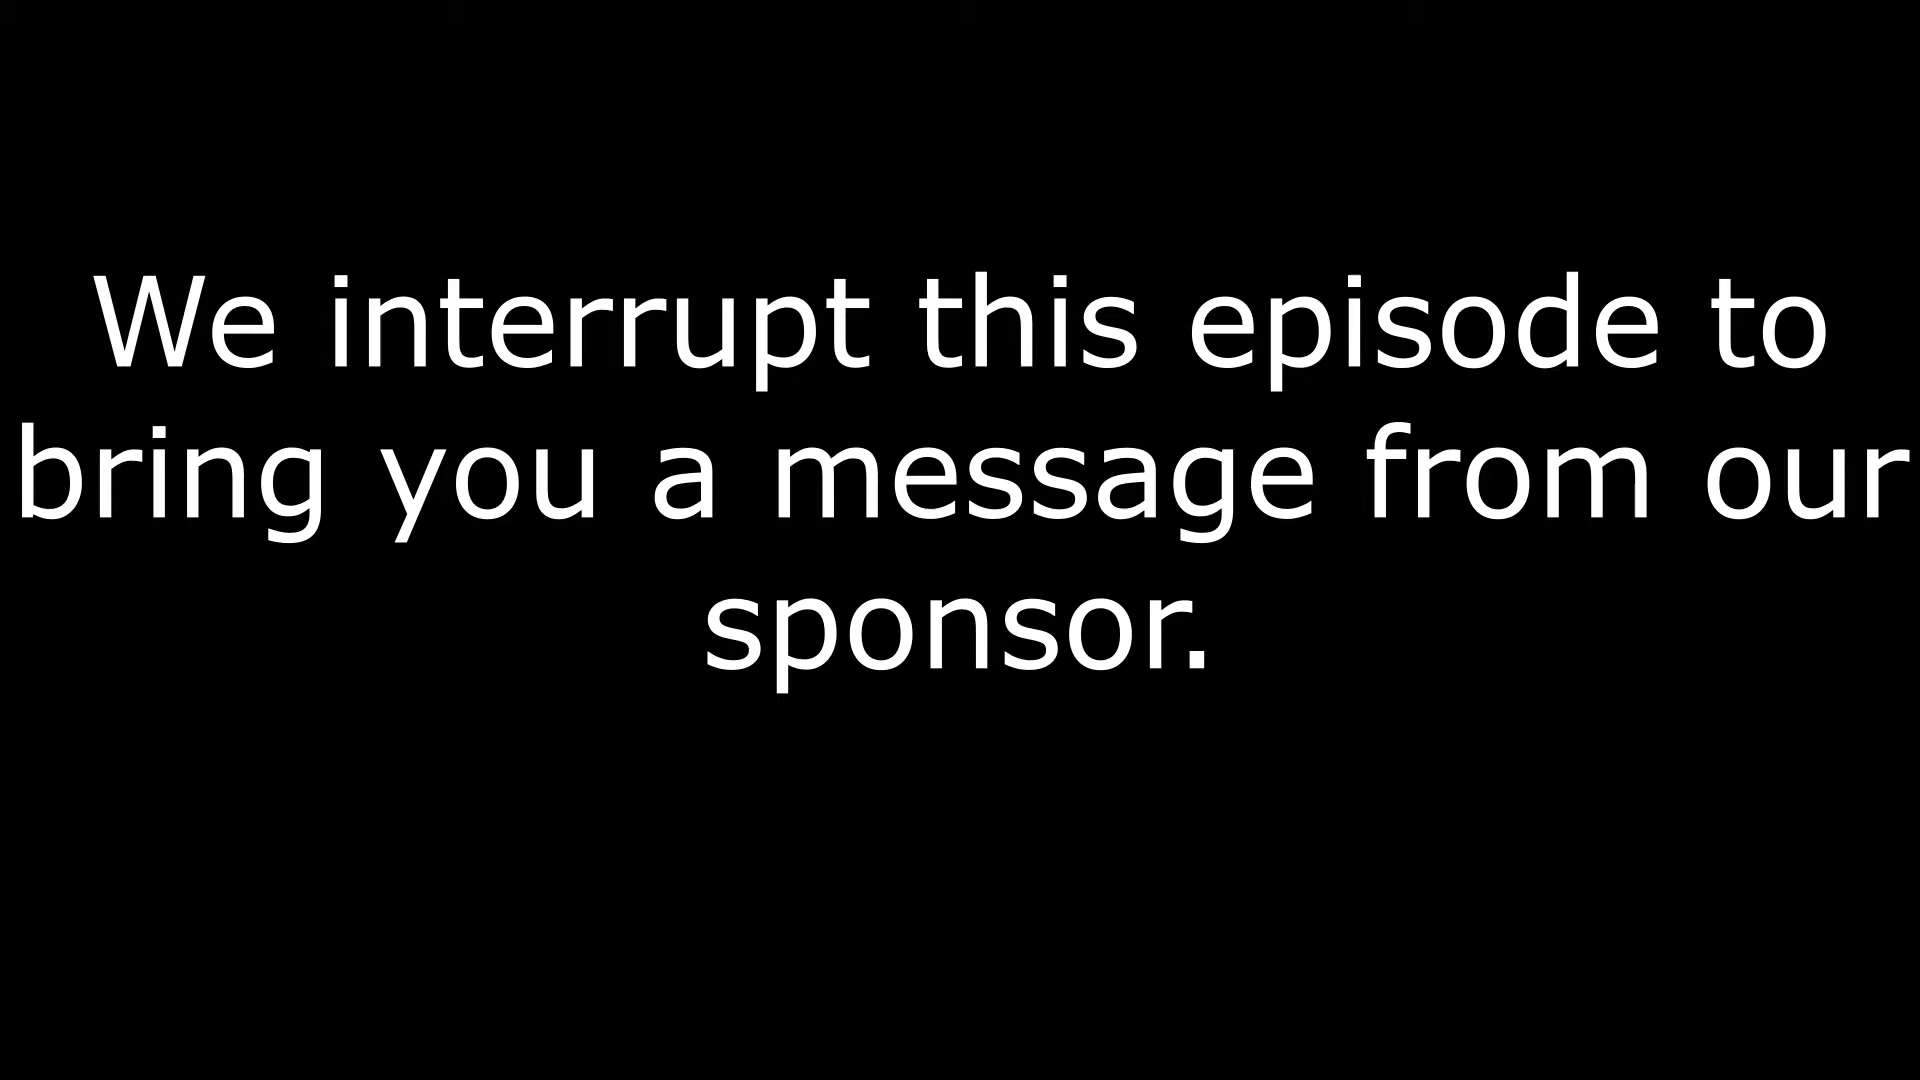 We interrupt this episode to
bring you a message from our
sponsor.